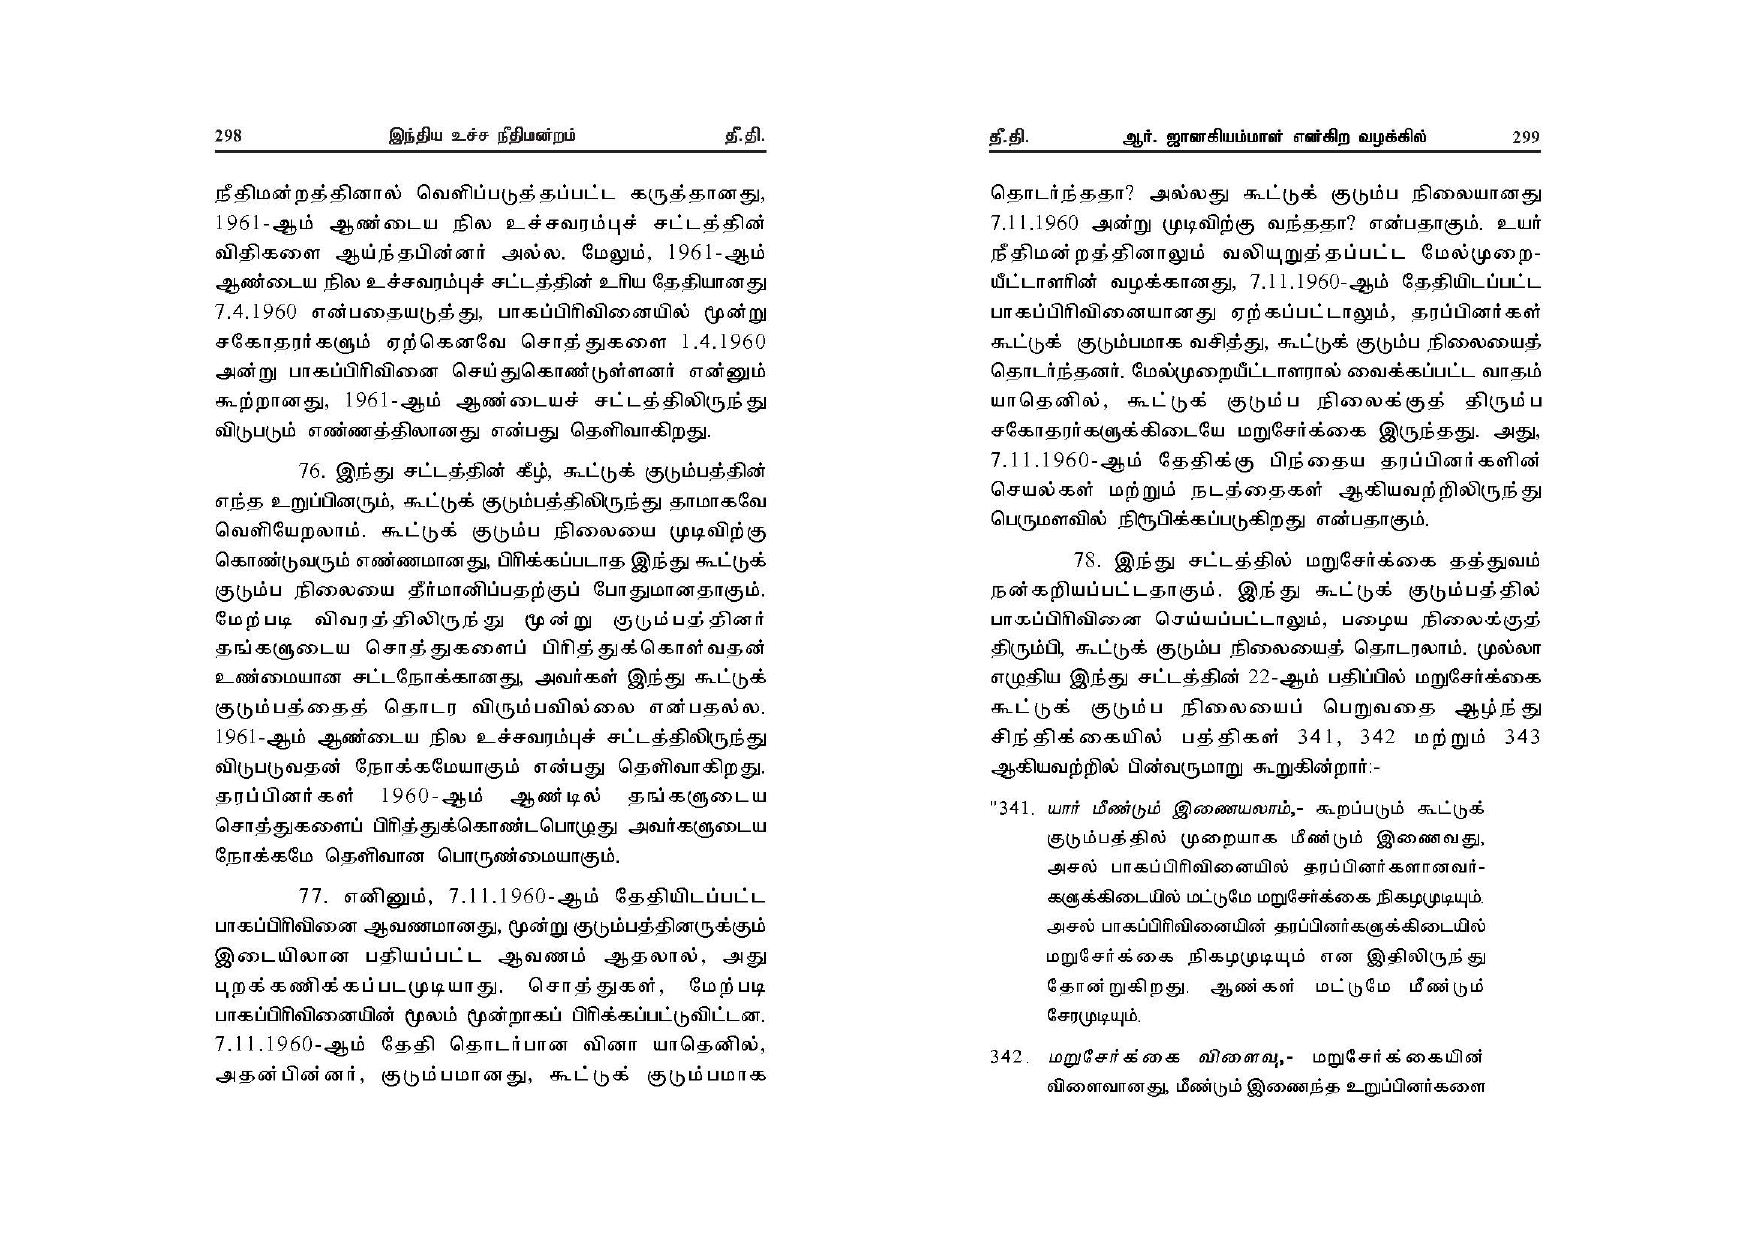 298 இந்திய உச்ச நீதிமன்றம் தீ.தி.
நீதிமன்றத்தினால் வெளிப்படுத்தப்பட்ட கருத்தானது,
1961-ஆம் ஆண்டைய நில உச்சவரம்புச் சட்டத்தின்
விதிகளை ஆய்ந்தபின்னர் அல்ல. மேலும், 1961-ஆம்
ஆண்டைய நில உச்சவரம்புச் சட்டத்தின் உரிய தேதியானது
7.4.1960 என்பதையடுத்து, பாகப்பிரிவினையில் மூன்று
சகோதரர்களும் ஏற்கெனவே சொத்துகளை 1.4.1960
அன்று பாகப்பிரிவினை செய்துகொண்டுள்ளனர் என்னும்
கூற்றானது, 1961-ஆம் ஆண்டையச் சட்டத்திலிருந்து
விடுபடும் எண்ணத்திலானது என்பது தெளிவாகிறது.
76. இந்து சட்டத்தின் கீழ், கூட்டுக் குடும்பத்தின்
எந்த உறுப்பினரும், கூட்டுக் குடும்பத்திலிருந்து தாமாகவே
வெளியேறலாம். கூட்டுக் குடும்ப நிலையை முடிவிற்கு
கொண்டுவரும் எண்ணமானது, பிரிக்கப்படாத இந்து கூட்டுக்
குடும்ப நிலையை தீர்மானிப்பதற்குப் போதுமானதாகும்.
மேற்படி விவரத்திலிருந்து மூன்று குடும்பத்தினர்
தங்களுடைய சொத்துகளைப் பிரித்துக்கொள்வதன்
உண்மையான சட்டநோக்கானது, அவர்கள் இந்து கூட்டுக்
குடும்பத்தைத் தொடர விரும்பவில்லை என்பதல்ல.
1961-ஆம் ஆண்டைய நில உச்சவரம்புச் சட்டத்திலிருந்து
விடுபடுவதன் நோக்கமேயாகும் என்பது தெளிவாகிறது.
தரப்பினர்கள் 1960-ஆம் ஆண்டில் தங்களுடைய
சொத்துகளைப் பிரித்துக்கொண்டபொழுது அவர்களுடைய
நோக்கமே தெளிவான பொருண்மையாகும்.
77. எனினும், 7.11.1960-ஆம் தேதியிடப்பட்ட
பாகப்பிரிவினை ஆவணமானது, மூன்று குடும்பத்தினருக்கும்
இடையிலான பதியப்பட்ட ஆவணம் ஆதலால், அது
புறக்கணிக்கப்படமுடியாது. சொத்துகள், மேற்படி
பாகப்பிரிவினையின் மூலம் மூன்றாகப் பிரிக்கப்பட்டுவிட்டன.
7.11.1960-ஆம் தேதி தொடர்பான வினா யாதெனில்,
அதன்பின்னர், குடும்பமானது, கூட்டுக் குடும்பமாக
தீ.தி. ஆர். ஜானகியம்மாள் என்கிற வழக்கில் 299
தொடர்ந்ததா? அல்லது கூட்டுக் குடும்ப நிலையானது
7.11.1960 அன்று முடிவிற்கு வந்ததா? என்பதாகும். உயர்
நீதிமன்றத்தினாலும் வலியுறுத்தப்பட்ட மேல்முறை-
யீட்டாளரின் வழக்கானது, 7.11.1960-ஆம் தேதியிடப்பட்ட
பாகப்பிரிவினையானது ஏற்கப்பட்டாலும், தரப்பினர்கள்
கூட்டுக் குடும்பமாக வசித்து, கூட்டுக் குடும்ப நிலையைத்
தொடர்ந்தனர். மேல்முறையீட்டாளரால் வைக்கப்பட்ட வாதம்
யாதெனில், கூட்டுக் குடும்ப நிலைக்குத் திரும்ப
சகோதரர்களுக்கிடையே மறுசேர்க்கை இருந்தது. அது,
7.11.1960-ஆம் தேதிக்கு பிந்தைய தரப்பினர்களின்
செயல்கள் மற்றும் நடத்தைகள் ஆகியவற்றிலிருந்து
பெருமளவில் நிரூபிக்கப்படுகிறது என்பதாகும்.
78. இந்து சட்டத்தில் மறுசேர்க்கை தத்துவம்
நன்கறியப்பட்டதாகும். இந்து கூட்டுக் குடும்பத்தில்
பாகப்பிரிவினை செய்யப்பட்டாலும், பழைய நிலைக்குத்
திரும்பி, கூட்டுக் குடும்ப நிலையைத் தொடரலாம். முல்லா
எழுதிய இந்து சட்டத்தின் 22-ஆம் பதிப்பில் மறுசேர்க்கை
கூட்டுக் குடும்ப நிலையைப் பெறுவதை ஆழ்ந்து
சிந்திக்கையில் பத்திகள் 341, 342 மற்றும் 343
ஆகியவற்றில் பின்வருமாறு கூறுகின்றார்:-
"341. யார் மீண்டும் இணையலாம்,- கூறப்படும் கூட்டுக்
குடும்பத்தில் முறையாக மீண்டும் இணைவது,
அசல் பாகப்பிரிவினையில் தரப்பினர்களானவர்-
களுக்கிடையில் மட்டுமே மறுசேர்க்கை நிகழமுடியும்.
அசல் பாகப்பிரிவினையின் தரப்பினர்களுக்கிடையில்
மறுசேர்க்கை நிகழமுடியும் என இதிலிருந்து
தோன்றுகிறது. ஆண்கள் மட்டுமே மீண்டும்
சேரமுடியும்.
342. மறுசேர்க்கை விளைவு,- மறுசேர்க்கையின்
விளைவானது, மீண்டும் இணைந்த உறுப்பினர்களை